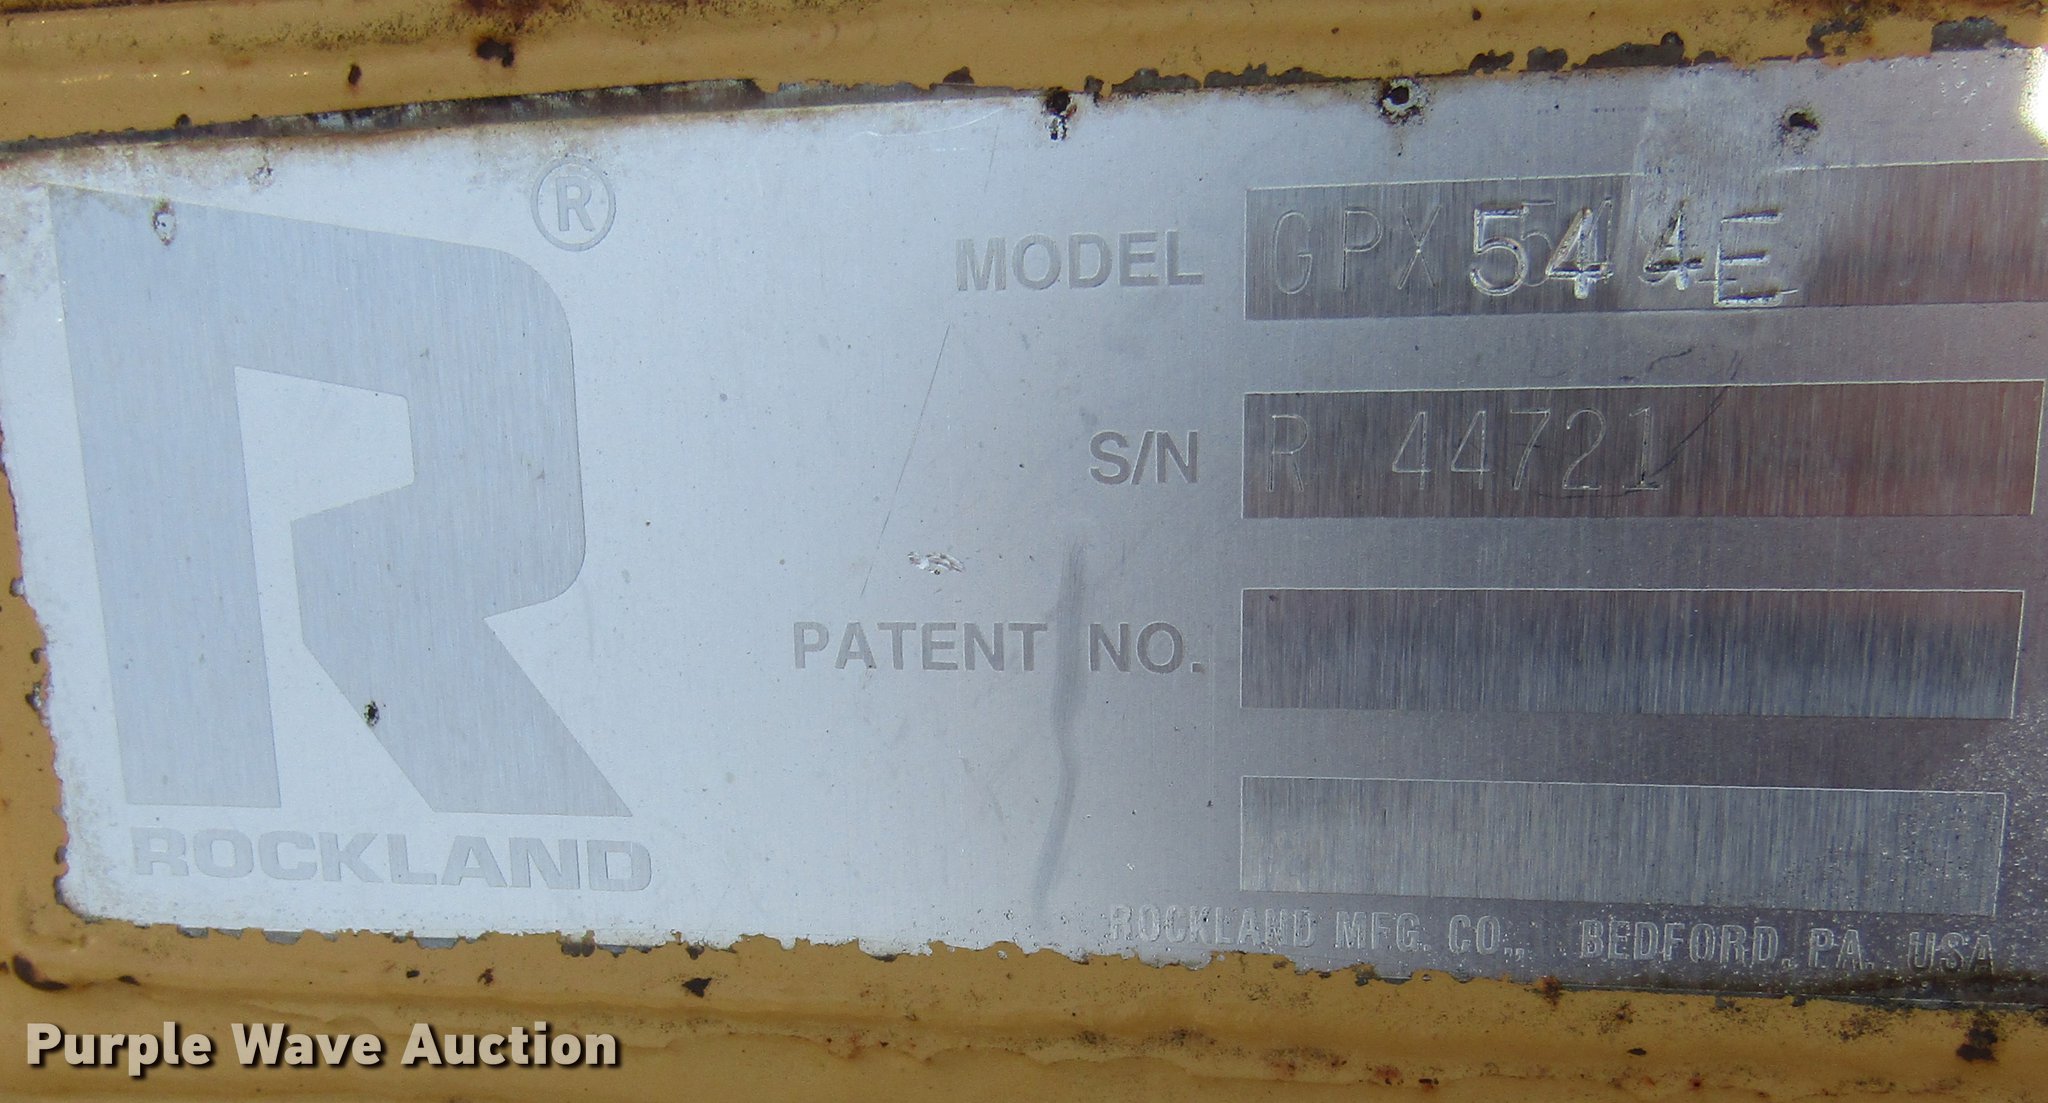 R
®
ROCKLAND
MODEL GPX 544E
S/N R 44721
PATENT NO.
ROCKLAND MFG. CO., BEDFORD, PA. USA
Purple Wave Auction